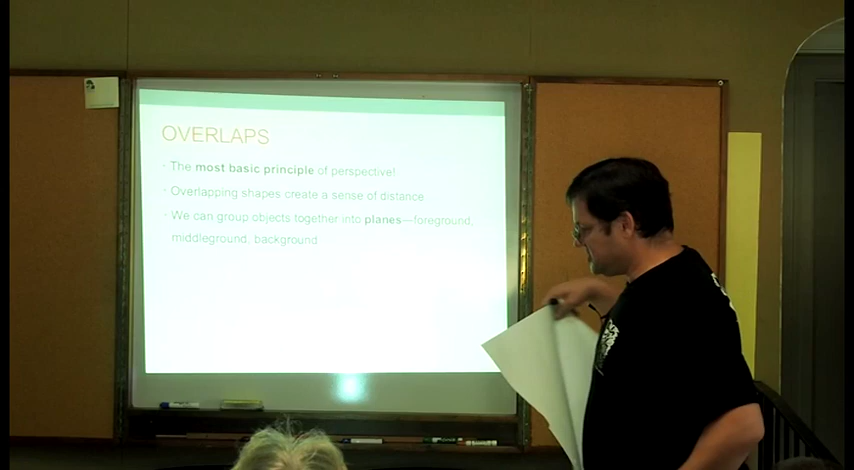 OVERLAPS
· The most basic principle of perspective!
· Overlapping shapes create a sense of distance
· We can group objects together into planes—foreground,
middleground, background